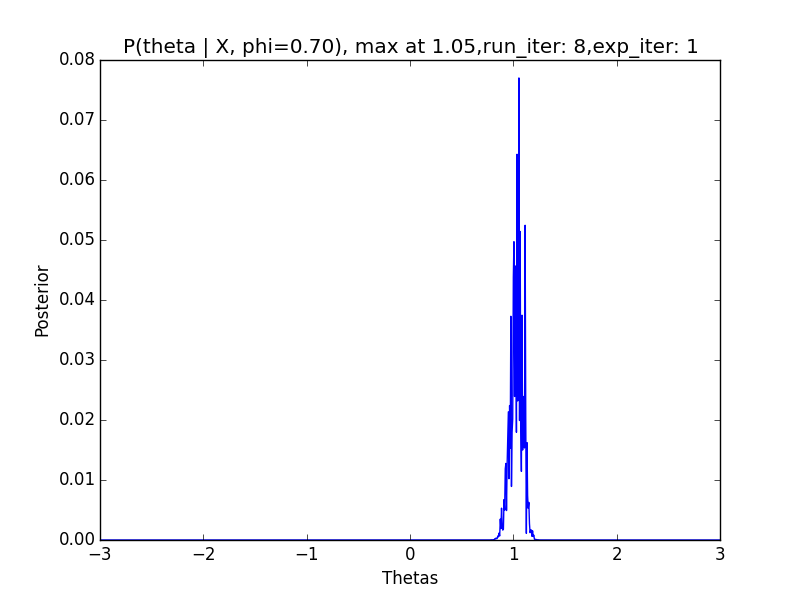 P(theta | X, phi=0.70), max at 1.05,run_iter: 8,exp_iter: 1
0.08
0.07
0.06
0.05
0.04
0.03
0.02
0.01
0.00
Posterior
−3 −2 −1 0 1 2 3
Thetas